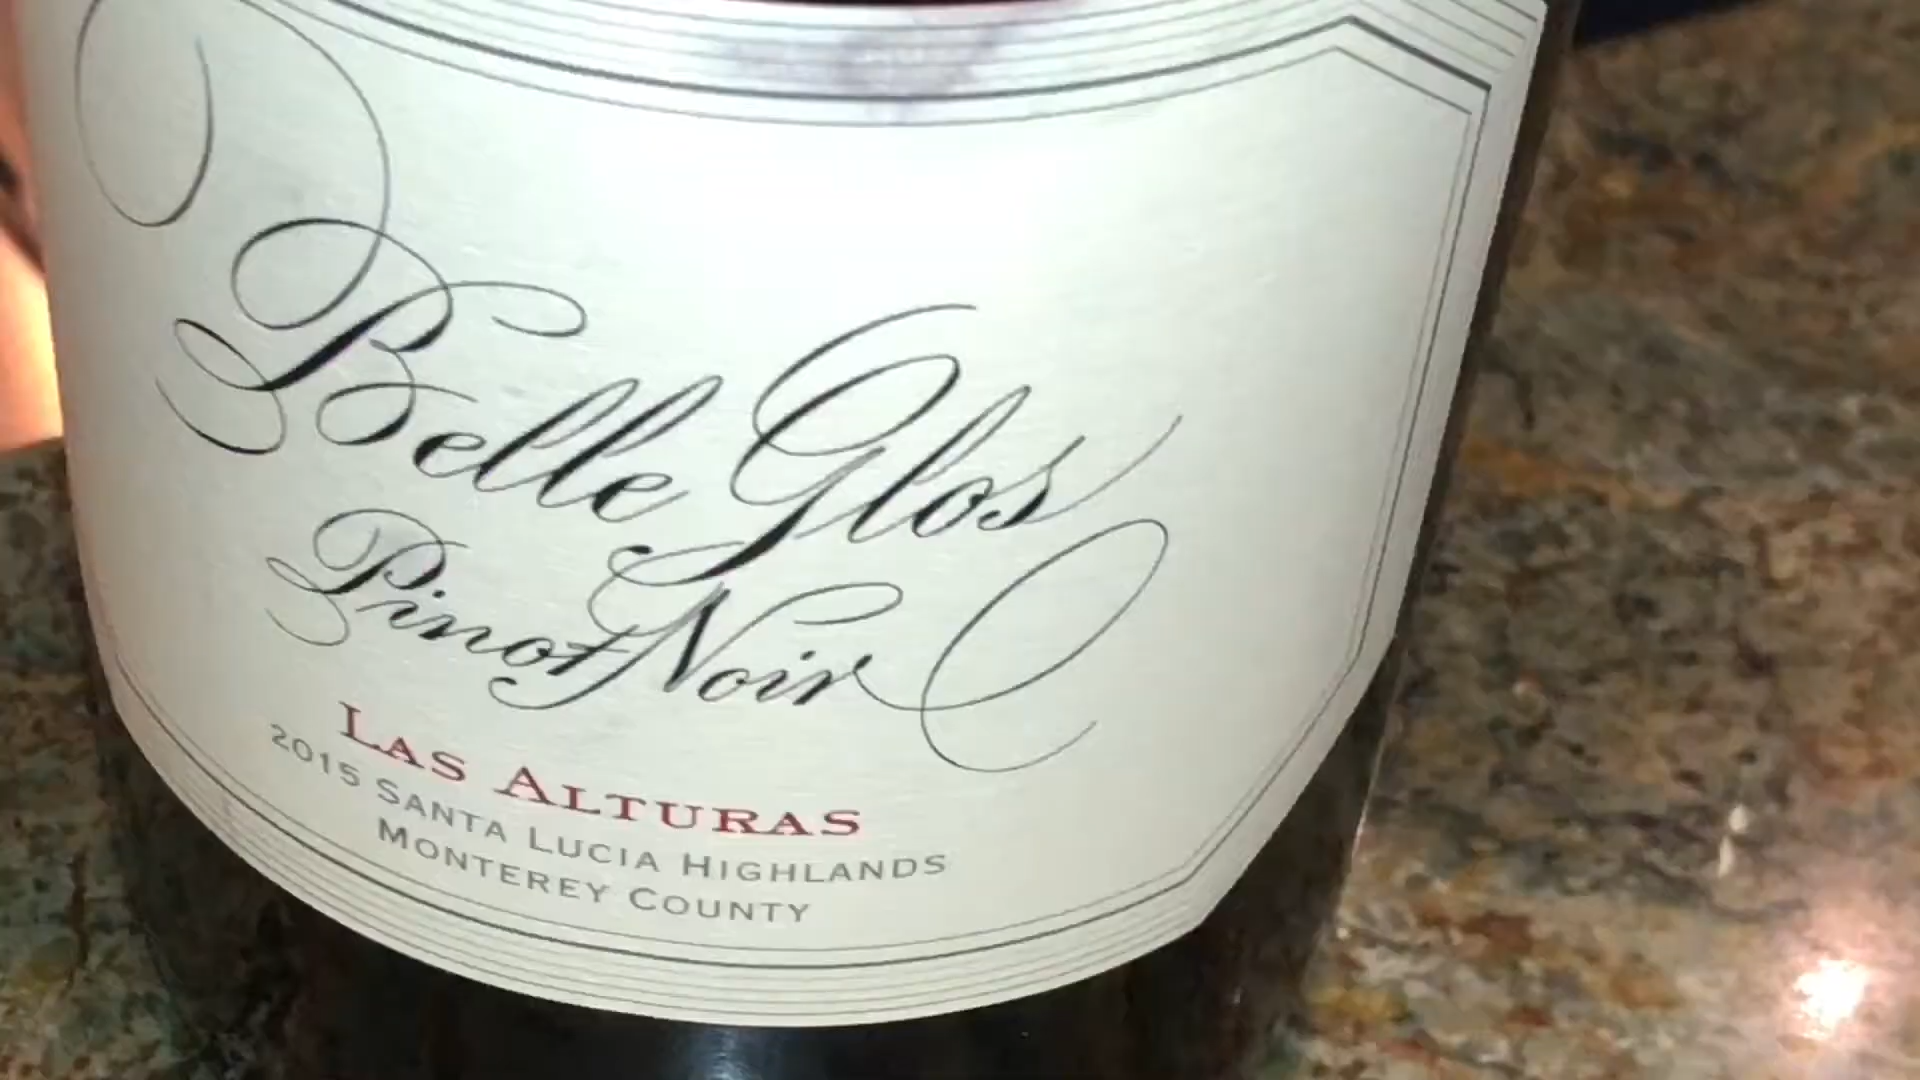 Belle Glos
Pinot Noir
LAS ALTURAS
2015 SANTA LUCIA HIGHLANDS
MONTEREY COUNTY